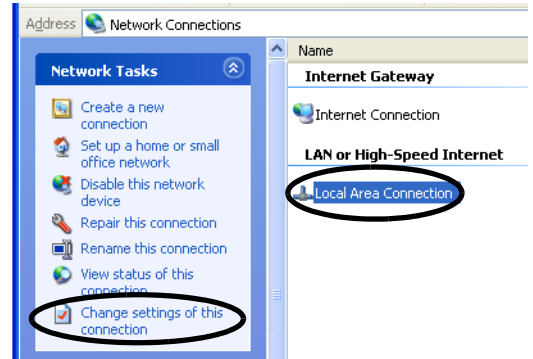 Address Network Connections
Network Tasks
Create a new
connection
Set up a home or small
office network
Disable this network
device
Repair this connection
Rename this connection
View status of this
connection
Change settings of this
connection
Name
Internet Gateway
Internet Connection
LAN or High-Speed Internet
Local Area Connection